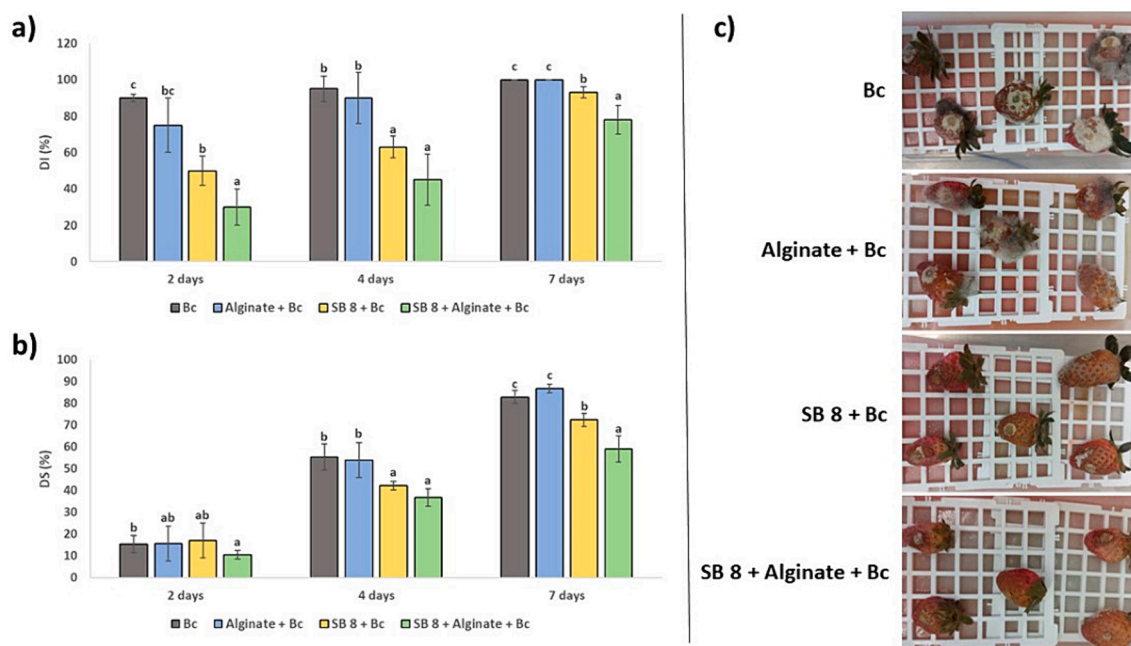 a)
120
100
80
60
40
20
0
DI (%)
c bc b a
b b a a
c c b a
2 days 4 days 7 days
Bc Alginate + Bc SB 8 + Bc SB 8 + Alginate + Bc
b)
100
90
80
70
60
50
40
30
20
10
0
DS (%)
b ab ab a
b b a a
c c b a
2 days 4 days 7 days
Bc Alginate + Bc SB 8 + Bc SB 8 + Alginate + Bc
c)
Bc
Alginate + Bc
SB 8 + Bc
SB 8 + Alginate + Bc